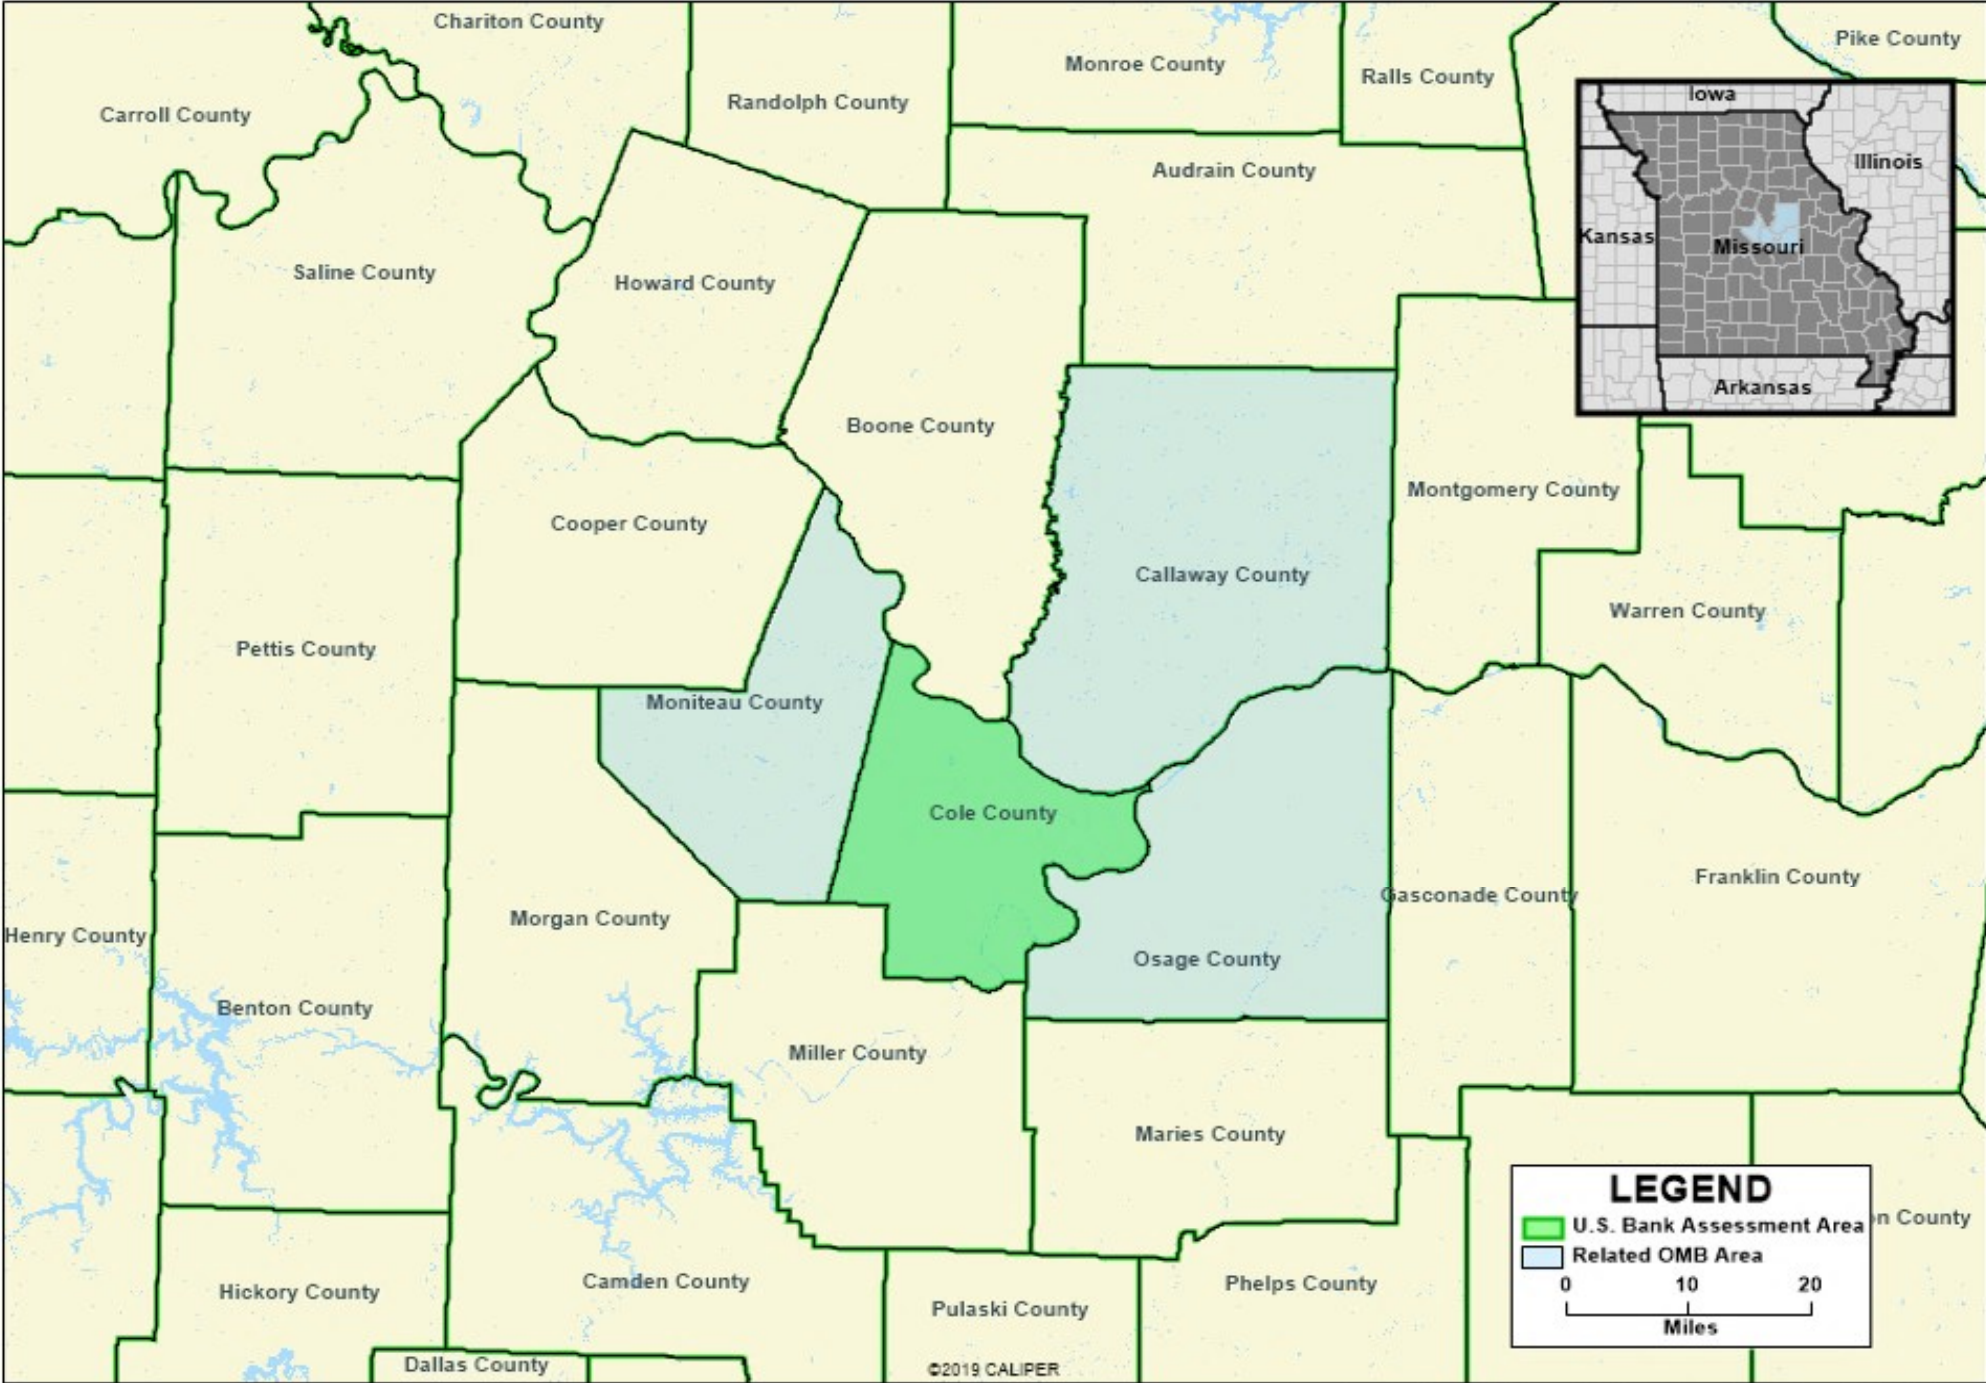 Chariton County
Pike County
Monroe County
Ralls County
Iowa
Randolph County
Carroll County
Illinois
Audrain County
Kansas
Missouri
Saline County
Howard County
Arkansas
Boone County
Montgomery County
Cooper County
Callaway County
Warren County
Pettis County
Moniteau County
Cole County
Franklin County
Gasconade County
Morgan County
Henry County
Osage County
Benton County
Miller County
Maries County
LEGEND
U.S. Bank Assessment Area
Related OMB Area
0 10 20
Miles
on County
Camden County
Phelps County
Hickory County
Pulaski County
Dallas County
©2019 CALIPER